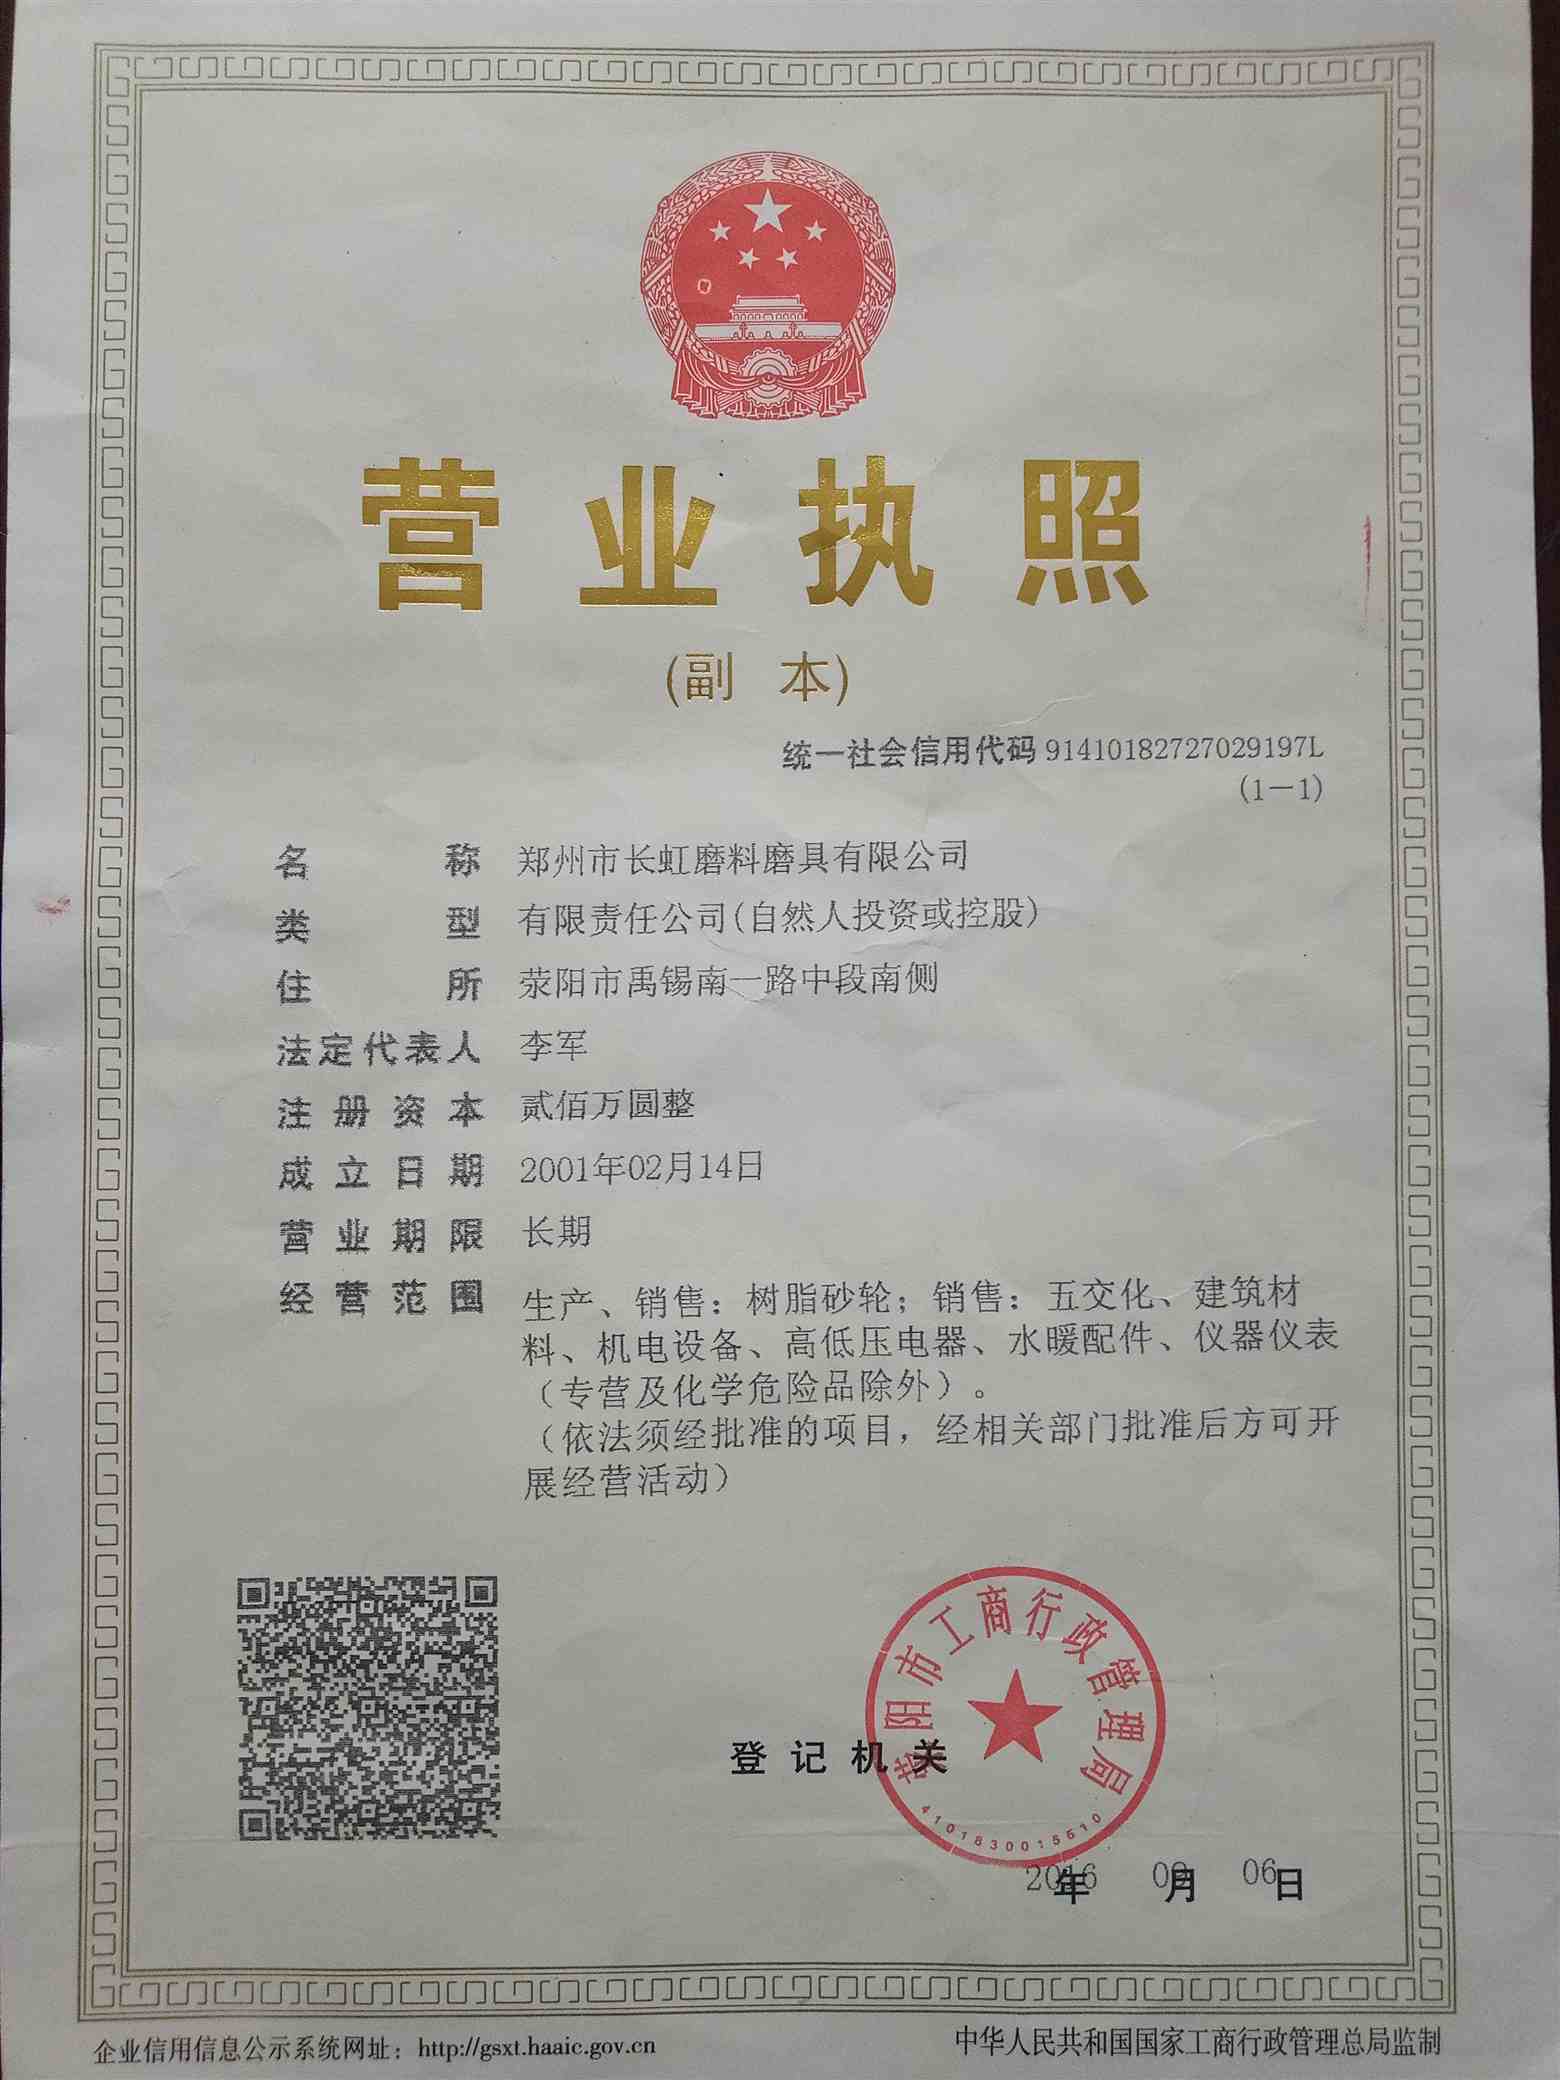 营业执照
(副 本)
统一社会信用代码 91410182727029197L
(1-1)
名称 郑州市长虹磨料磨具有限公司
类型 有限责任公司(自然人投资或控股)
住所 荥阳市禹锡南一路中段南侧
法定代表人 李军
注册资本 贰佰万圆整
成立日期 2001年02月14日
营业期限 长期
经营范围 生产、销售：树脂砂轮；销售：五交化、建筑材
料、机电设备、高低压电器、水暖配件、仪器仪表
（专营及化学危险品除外）。
（依法须经批准的项目，经相关部门批准后方可开
展经营活动）
荥阳市工商行政管理局
登记机关
4101830015510
2016年 09月 06日
企业信用信息公示系统网址：http://gsxt.haaic.gov.cn
中华人民共和国国家工商行政管理总局监制